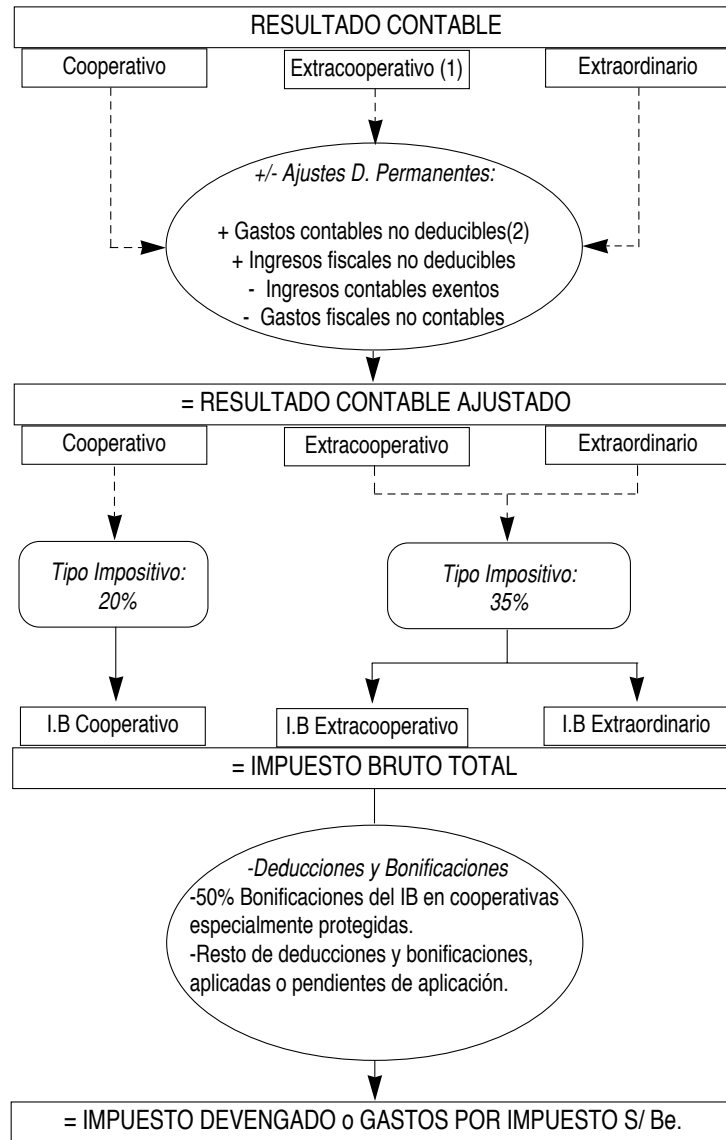 RESULTADO CONTABLE
Cooperativo
Extracooperativo (1)
Extraordinario
+/- Ajustes D. Permanentes:
+ Gastos contables no deducibles(2)
+ Ingresos fiscales no deducibles
- Ingresos contables exentos
- Gastos fiscales no contables
= RESULTADO CONTABLE AJUSTADO
Cooperativo
Extracooperativo
Extraordinario
Tipo Impositivo:
20%
Tipo Impositivo:
35%
I.B Cooperativo
I.B Extracooperativo
I.B Extraordinario
= IMPUESTO BRUTO TOTAL
-Deducciones y Bonificaciones
-50% Bonificaciones del IB en cooperativas
especialmente protegidas.
-Resto de deducciones y bonificaciones,
aplicadas o pendientes de aplicación.
= IMPUESTO DEVENGADO o GASTOS POR IMPUESTO S/ Be.